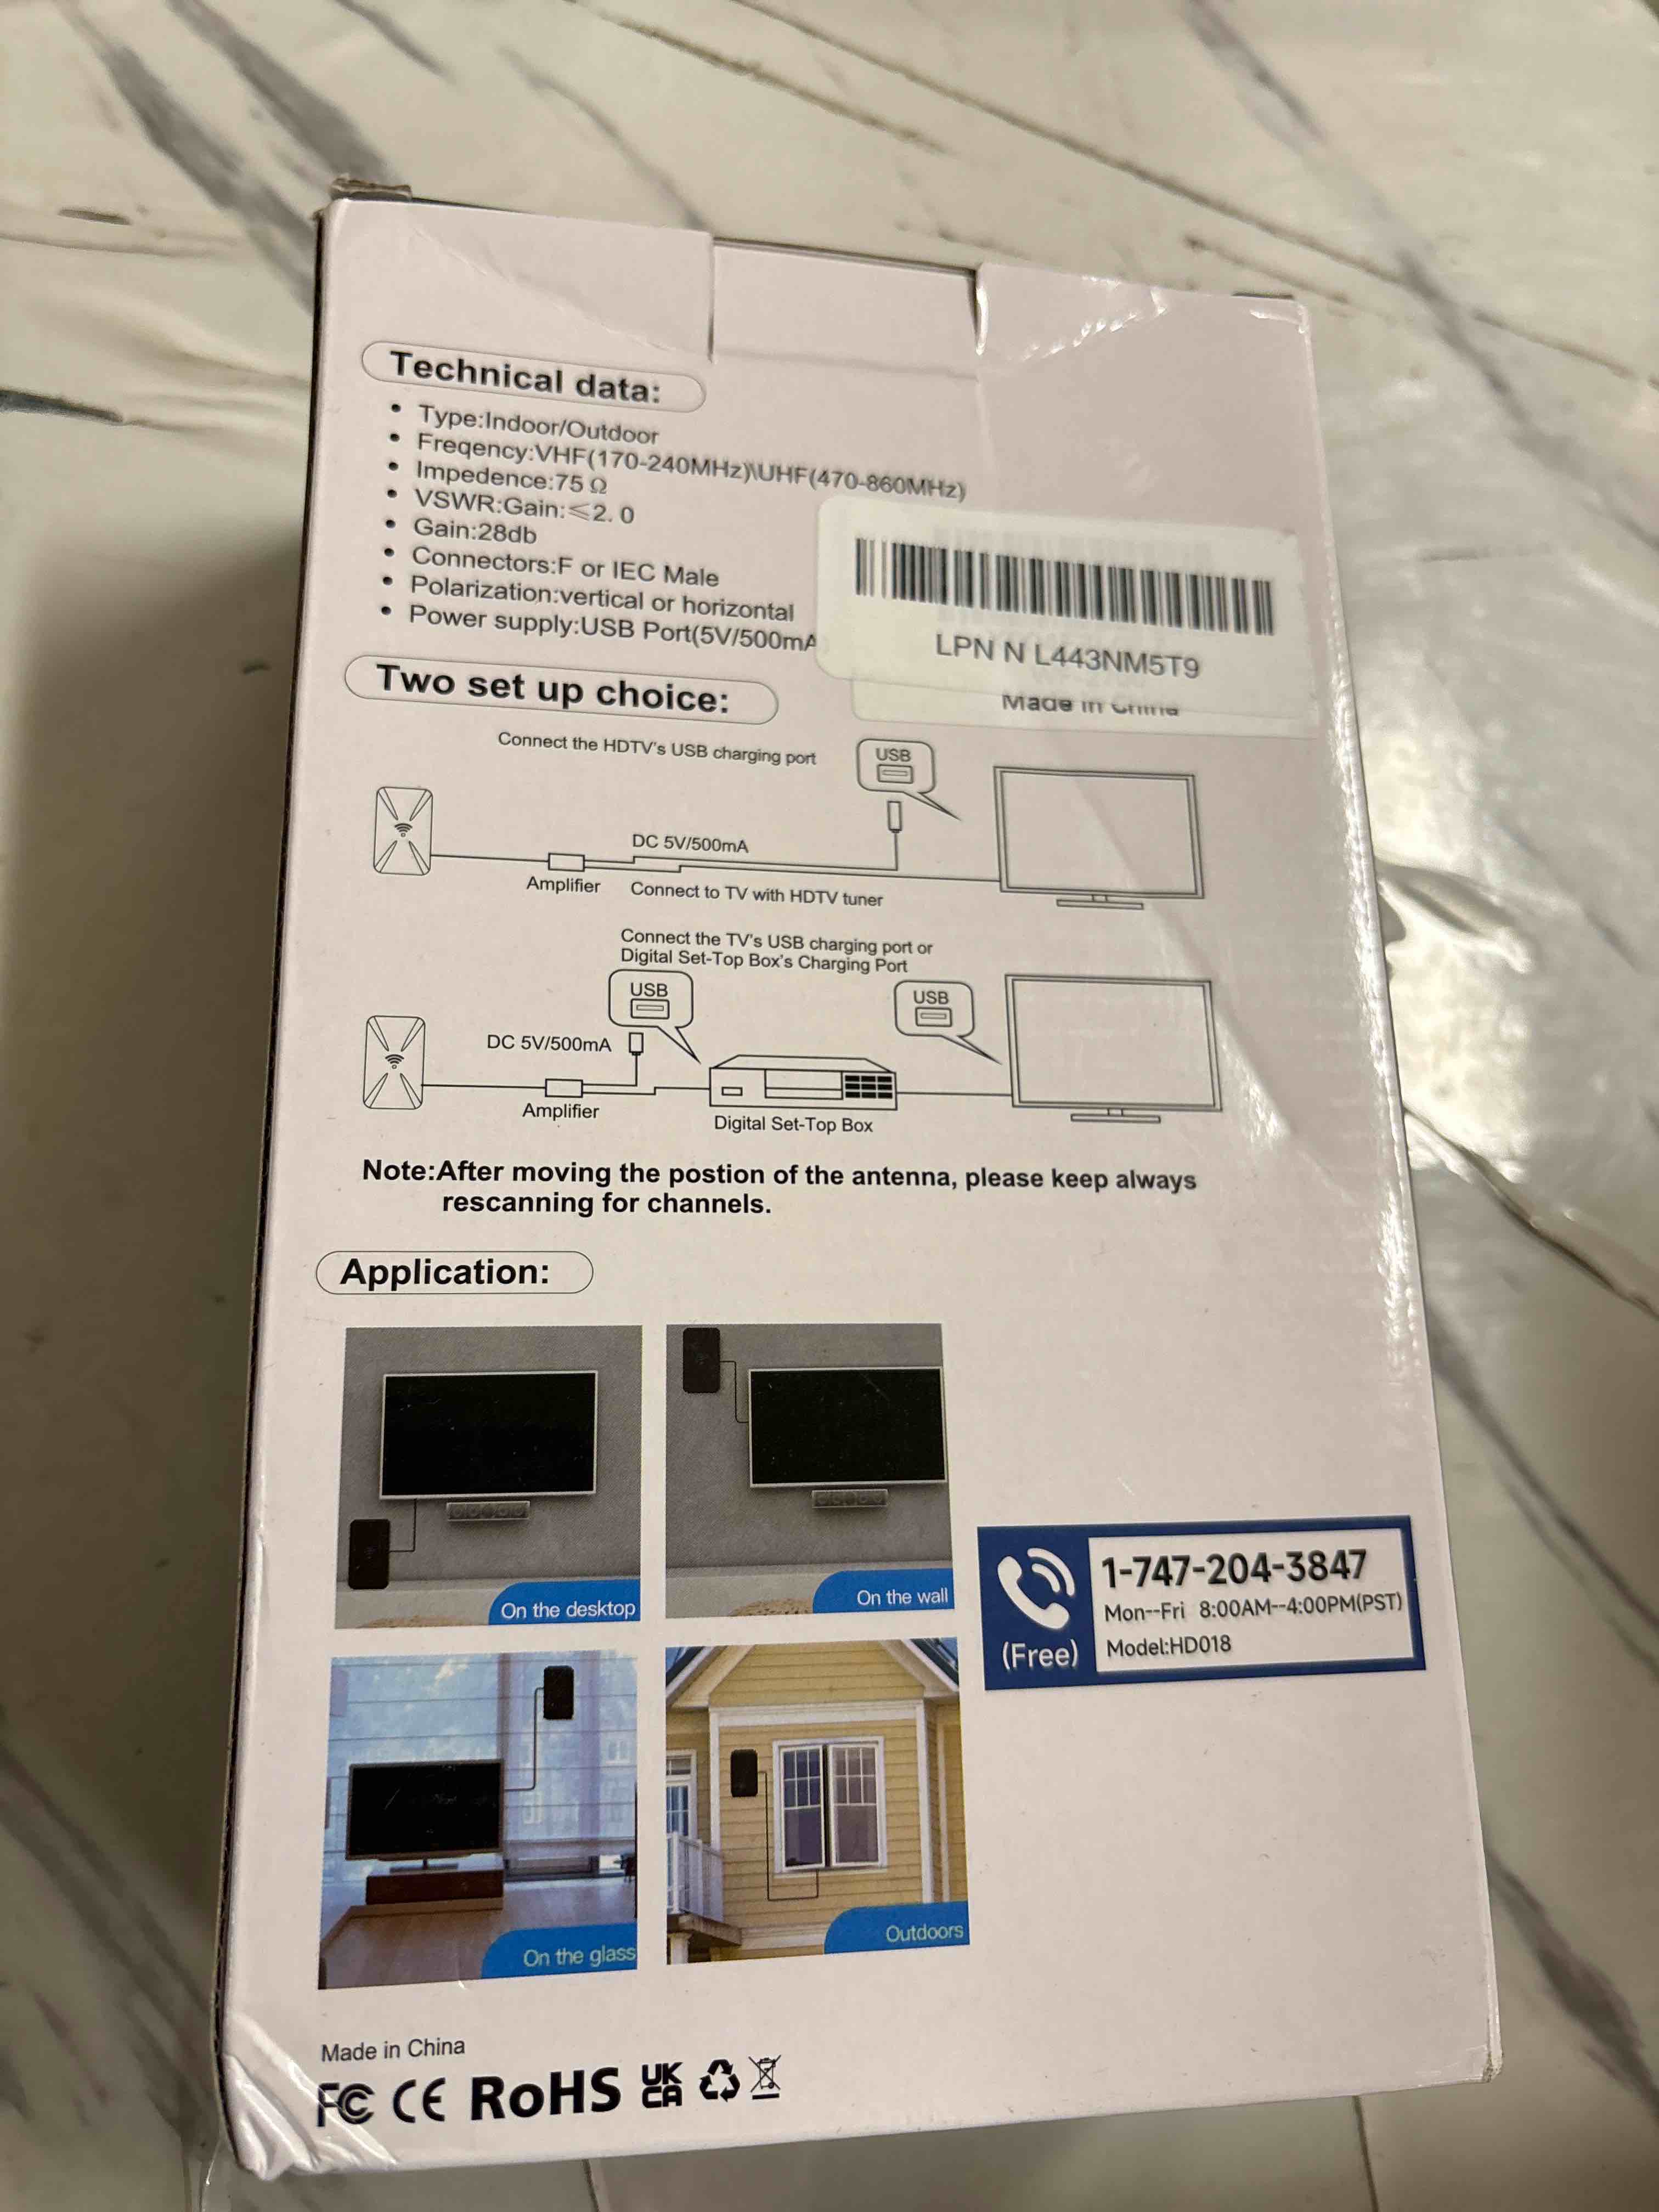 Technical data:
• Type:Indoor/Outdoor
• Freqency:VHF(170-240MHz)\UHF(470-860MHz)
• Impedence:75 Ω
• VSWR:Gain:≤2. 0
• Gain:28db
• Connectors:F or IEC Male
• Polarization:vertical or horizontal
• Power supply:USB Port(5V/500mA
LPN N L443NM5T9
Made in China
Two set up choice:
Connect the HDTV's USB charging port
USB
DC 5V/500mA
Amplifier
Connect to TV with HDTV tuner
Connect the TV's USB charging port or
Digital Set-Top Box's Charging Port
USB
USB
DC 5V/500mA
Amplifier
Digital Set-Top Box
Note:After moving the postion of the antenna, please keep always
rescanning for channels.
Application:
On the desktop
On the wall
On the glass
Outdoors
1-747-204-3847
Mon--Fri 8:00AM--4:00PM(PST)
(Free)
Model:HD018
Made in China
FC CE RoHS UK
CA